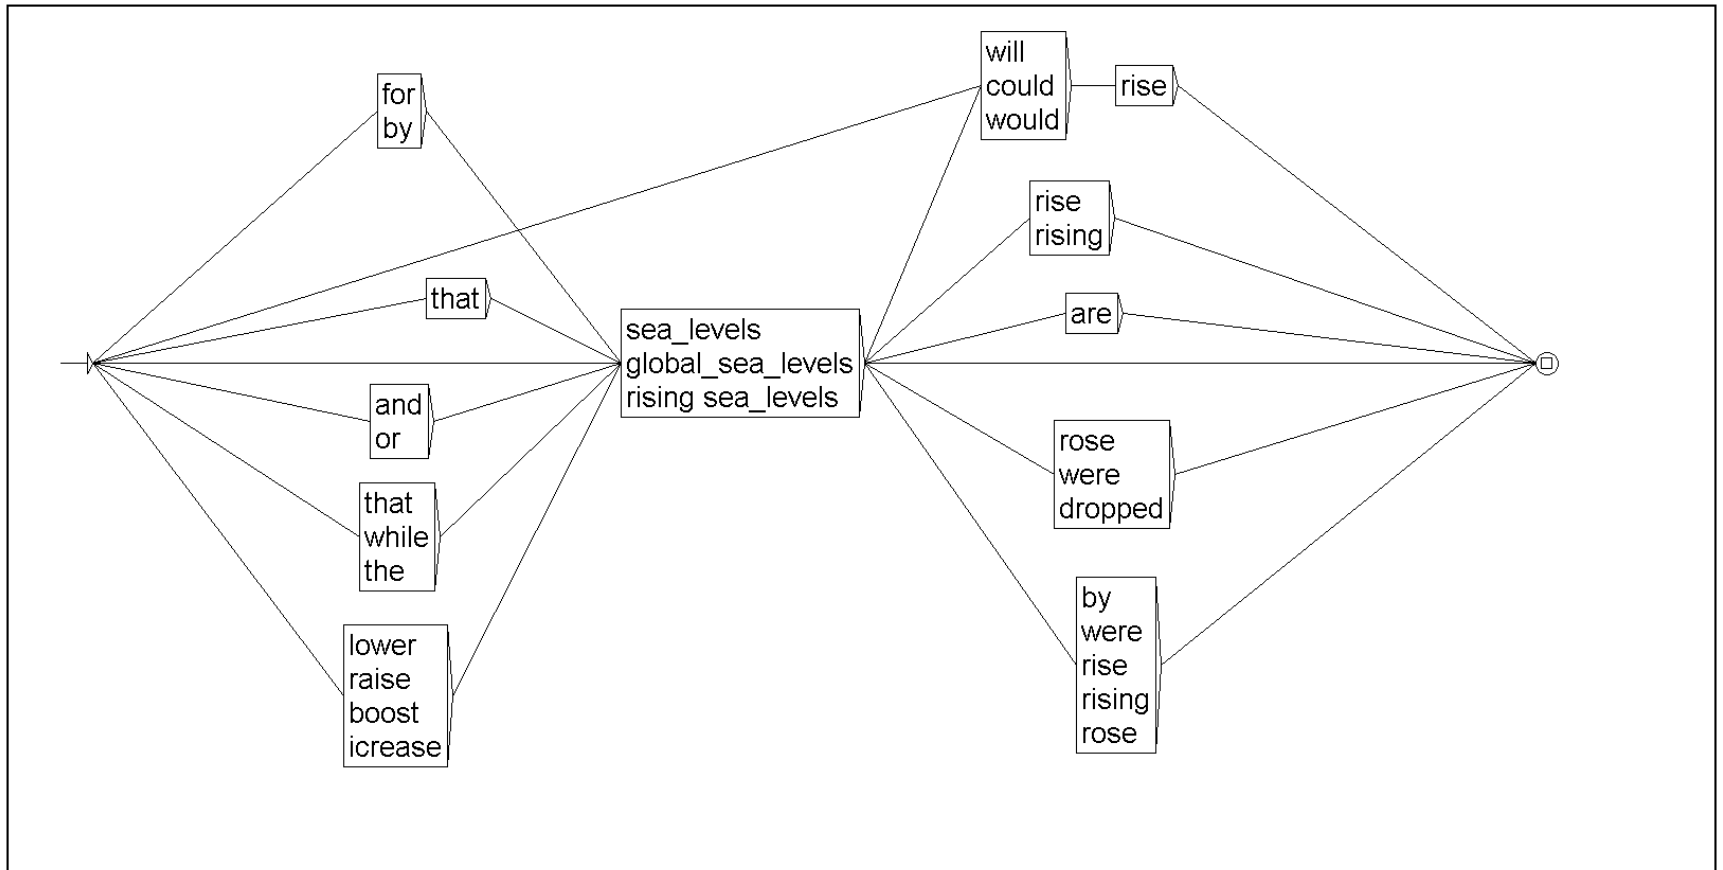 for
by
that
and
or
that
while
the
lower
raise
boost
icrease
sea_levels
global_sea_levels
rising sea_levels
will
could
would
rise
rise
rising
are
rose
were
dropped
by
were
rise
rising
rose